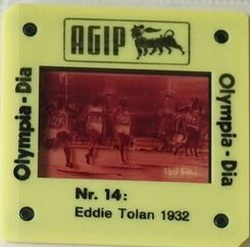 AGIP
Olympia-Dia
Olympia-Dia
Nr. 14:
Eddie Tolan 1932